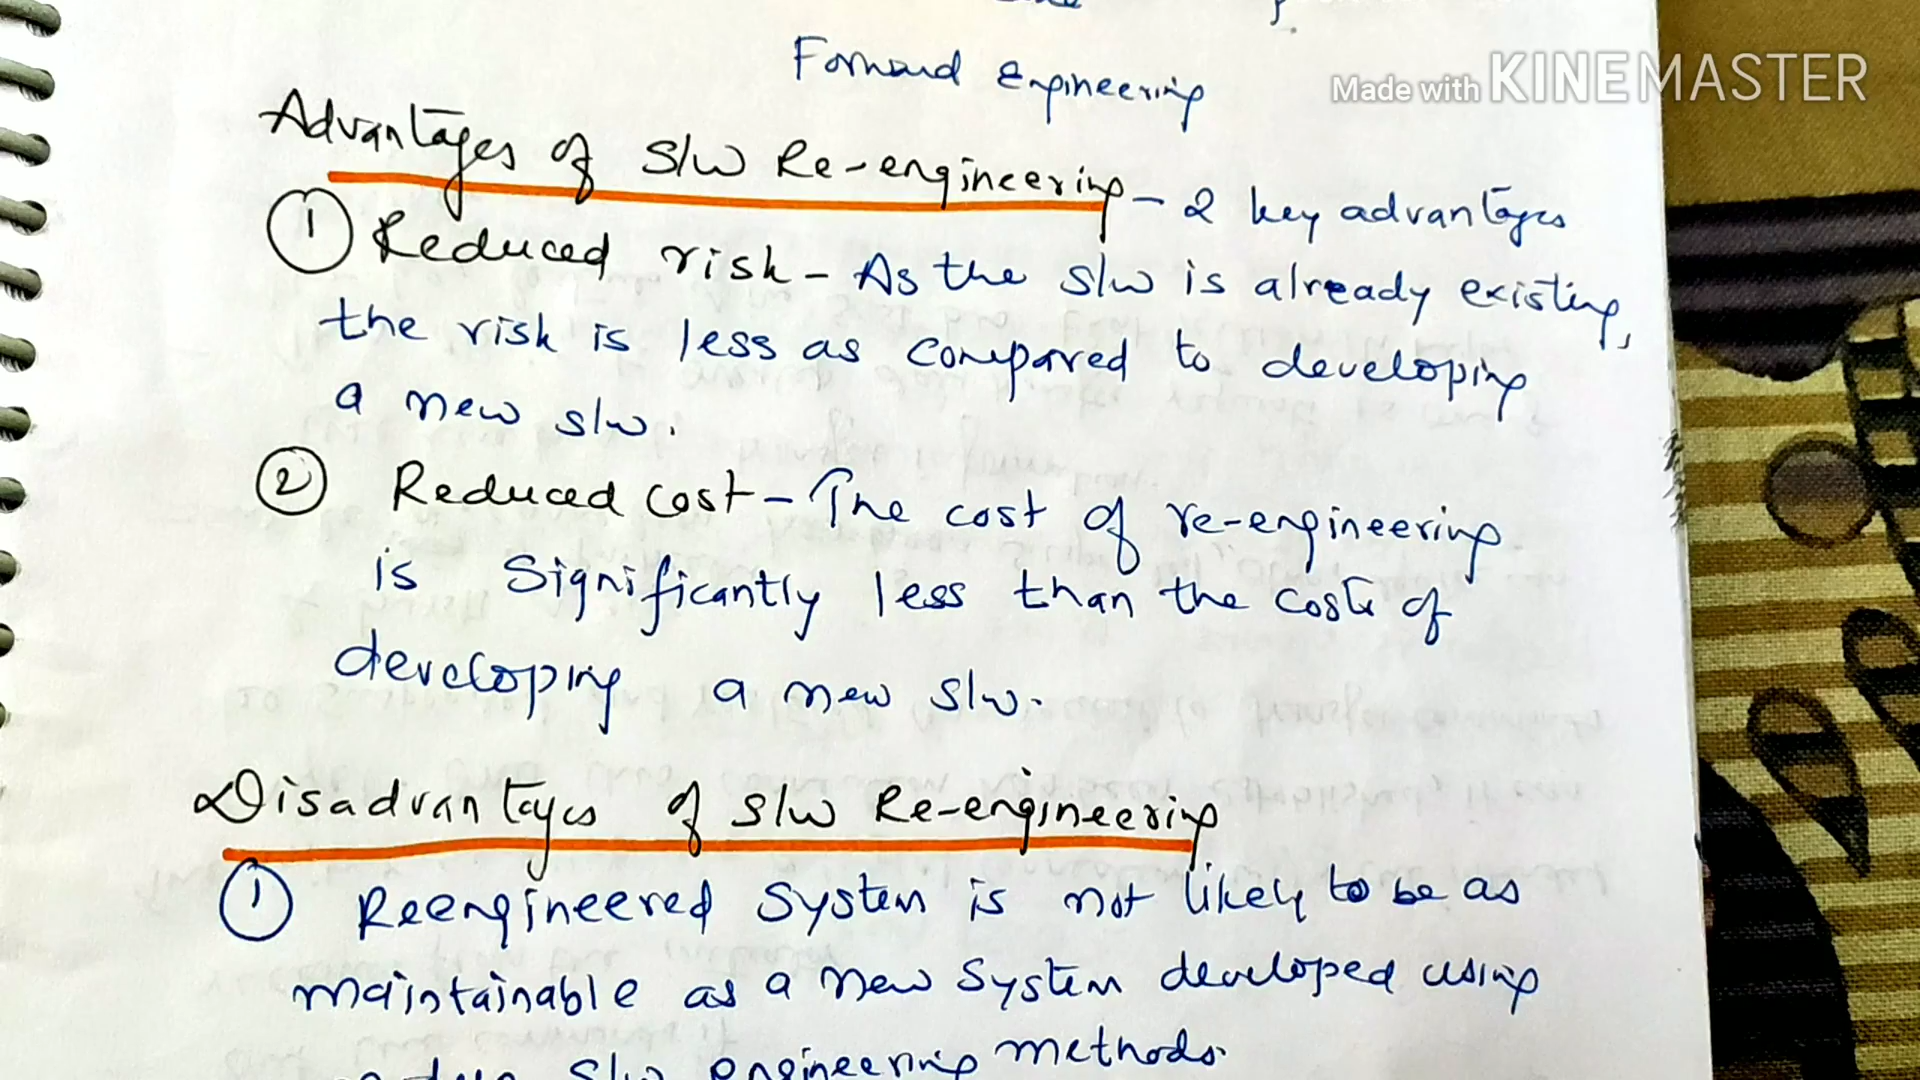 Forward Engineering
Made with KINEMASTER
Advantages of S/W Re-engineering - 2 key advantages
① Reduced risk - As the S/W is already existing,
the risk is less as compared to developing
a new S/W.
② Reduced cost - The cost of re-engineering
is significantly less than the costs of
developing a new S/W.
Disadvantages of S/W Re-engineering
① Reengineered System is not likely to be as
maintainable as a new System developed using
S/W engineering methods.